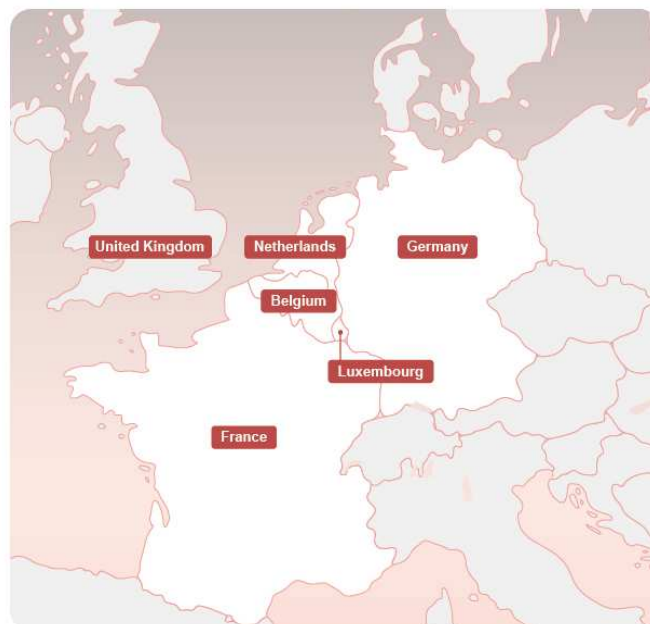 United Kingdom
Netherlands
Germany
Belgium
Luxembourg
France